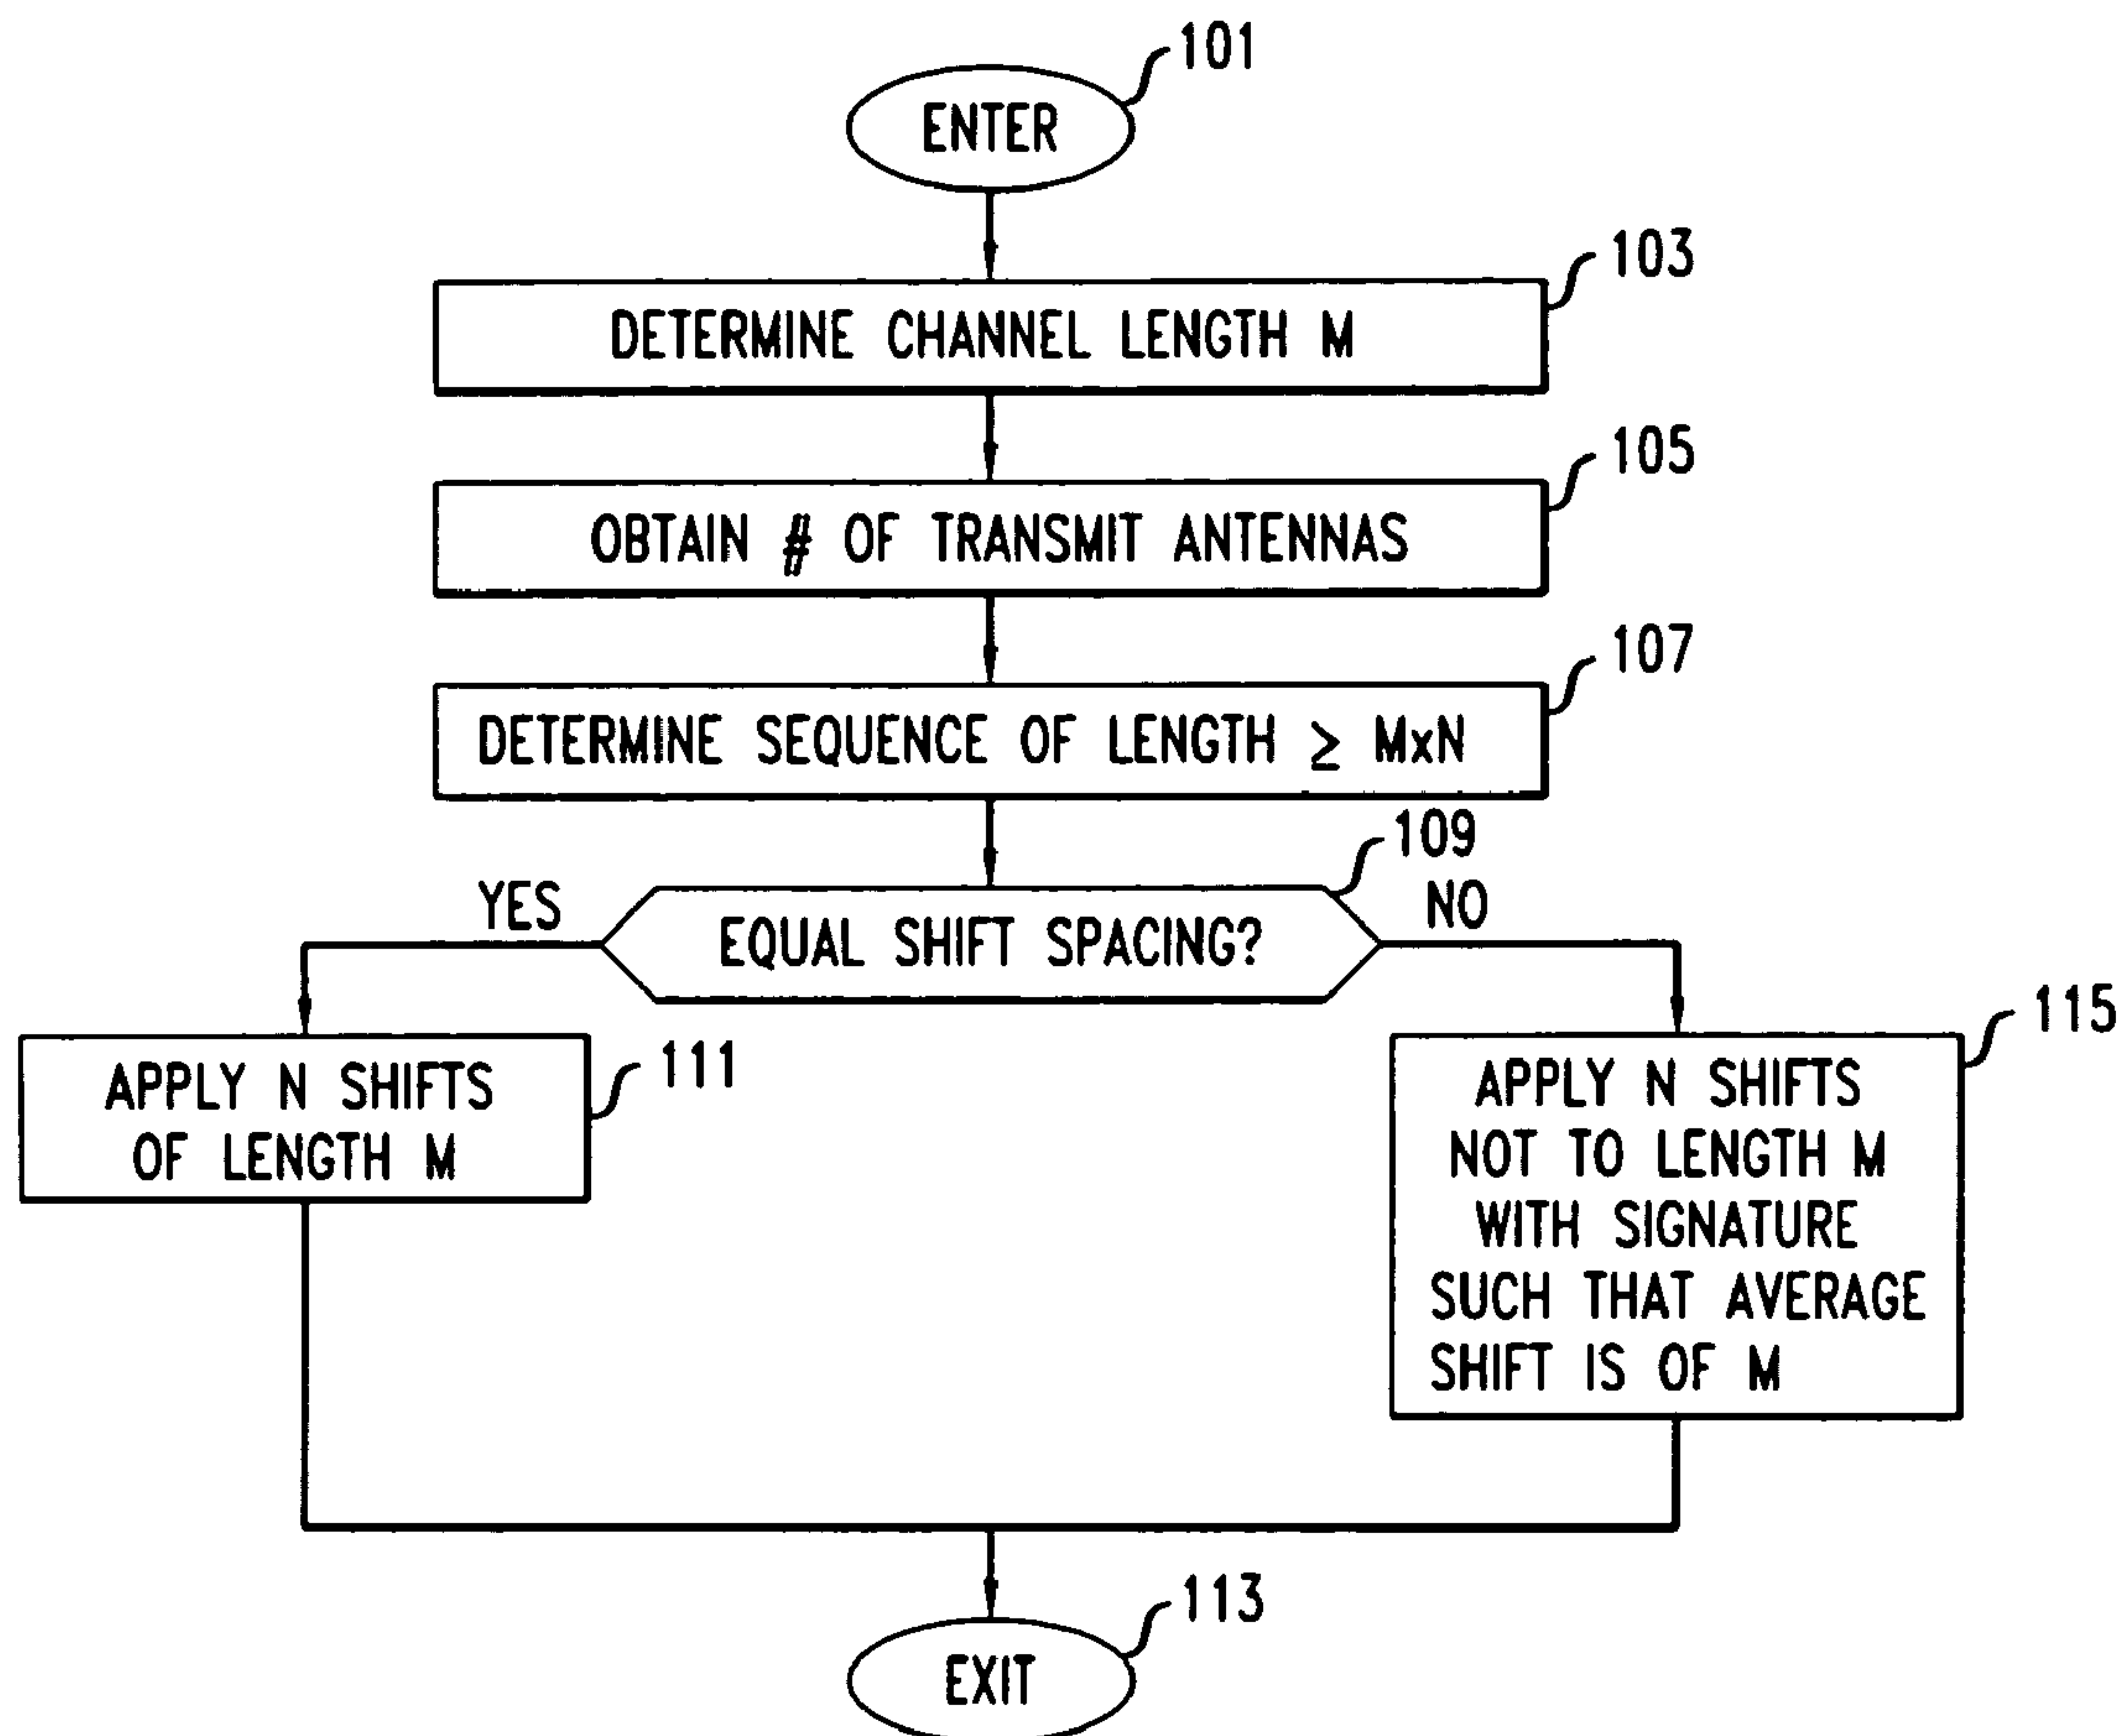 101
ENTER
103
DETERMINE CHANNEL LENGTH M
105
OBTAIN # OF TRANSMIT ANTENNAS
107
DETERMINE SEQUENCE OF LENGTH ≥ MxN
109
YES
NO
EQUAL SHIFT SPACING?
111
APPLY N SHIFTS
OF LENGTH M
115
APPLY N SHIFTS
NOT TO LENGTH M
WITH SIGNATURE
SUCH THAT AVERAGE
SHIFT IS OF M
113
EXIT